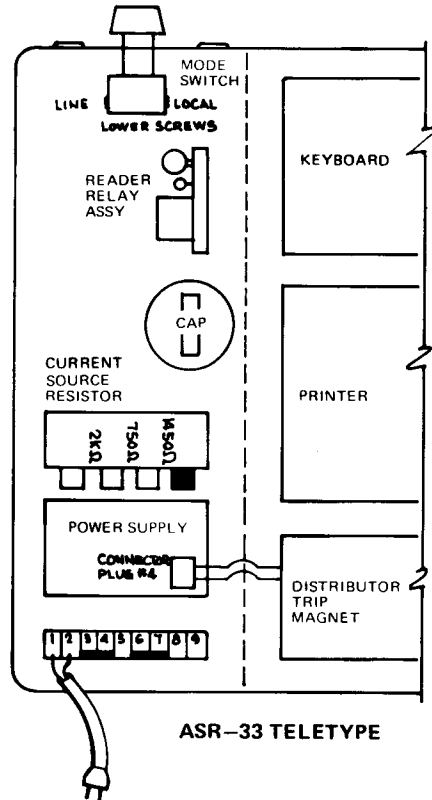 MODE
SWITCH
LINE
LOCAL
LOWER SCREWS
KEYBOARD
READER
RELAY
ASSY
CAP
CURRENT
SOURCE
RESISTOR
2KΩ
750Ω
1450Ω
PRINTER
POWER SUPPLY
CONNECTOR
PLUG #4
DISTRIBUTOR
TRIP
MAGNET
1 2 3 4 5 6 7 8 9
ASR–33 TELETYPE